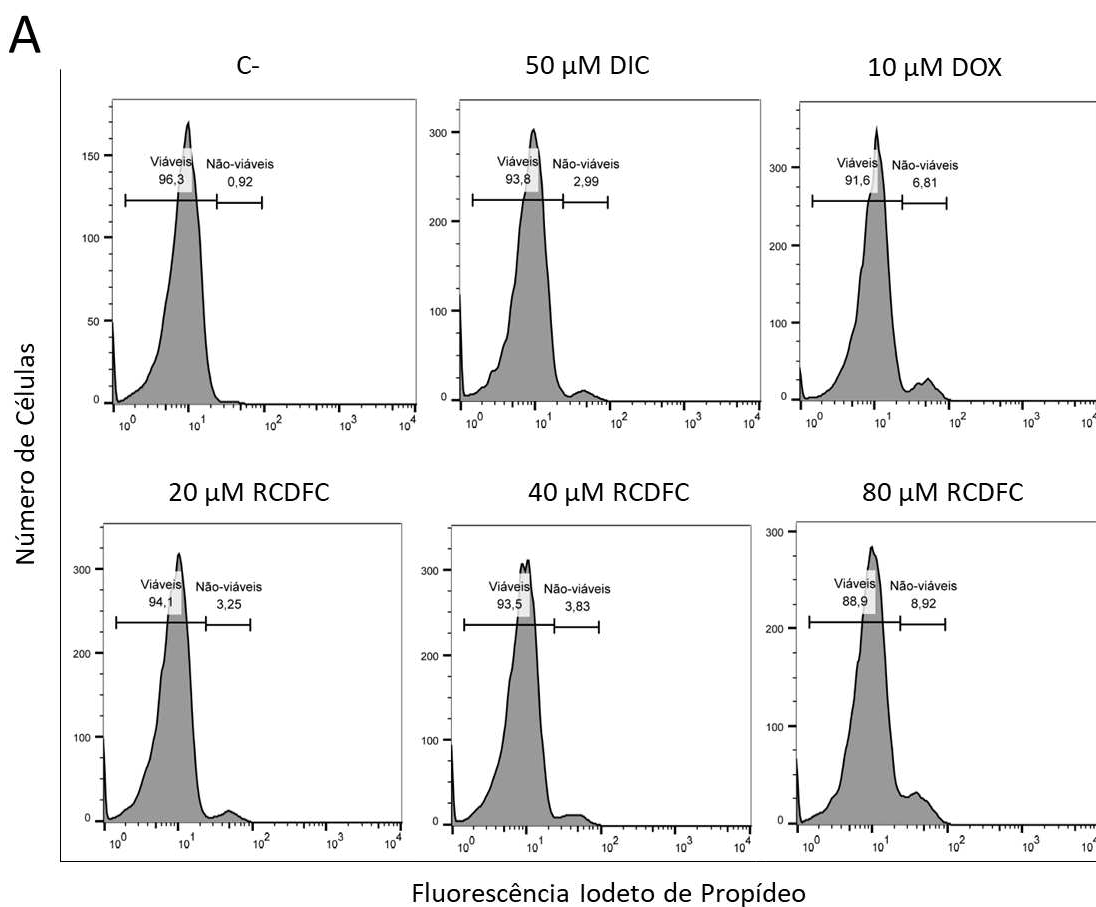 A
C-
50 µM DIC
10 µM DOX
150
100
50
0
Viáveis
96,3
Não-viáveis
0,92
10⁰ 10¹ 10² 10³ 10⁴
300
200
100
0
Viáveis
93,8
Não-viáveis
2,99
10⁰ 10¹ 10² 10³ 10⁴
300
200
100
0
Viáveis
91,6
Não-viáveis
6,81
10⁰ 10¹ 10² 10³ 10⁴
20 µM RCDFC
40 µM RCDFC
80 µM RCDFC
300
200
100
0
Viáveis
94,1
Não-viáveis
3,25
10⁰ 10¹ 10² 10³ 10⁴
300
200
100
0
Viáveis
93,5
Não-viáveis
3,83
10⁰ 10¹ 10² 10³ 10⁴
300
200
100
0
Viáveis
88,9
Não-viáveis
8,92
10⁰ 10¹ 10² 10³ 10⁴
Número de Células
Fluorescência Iodeto de Propídeo